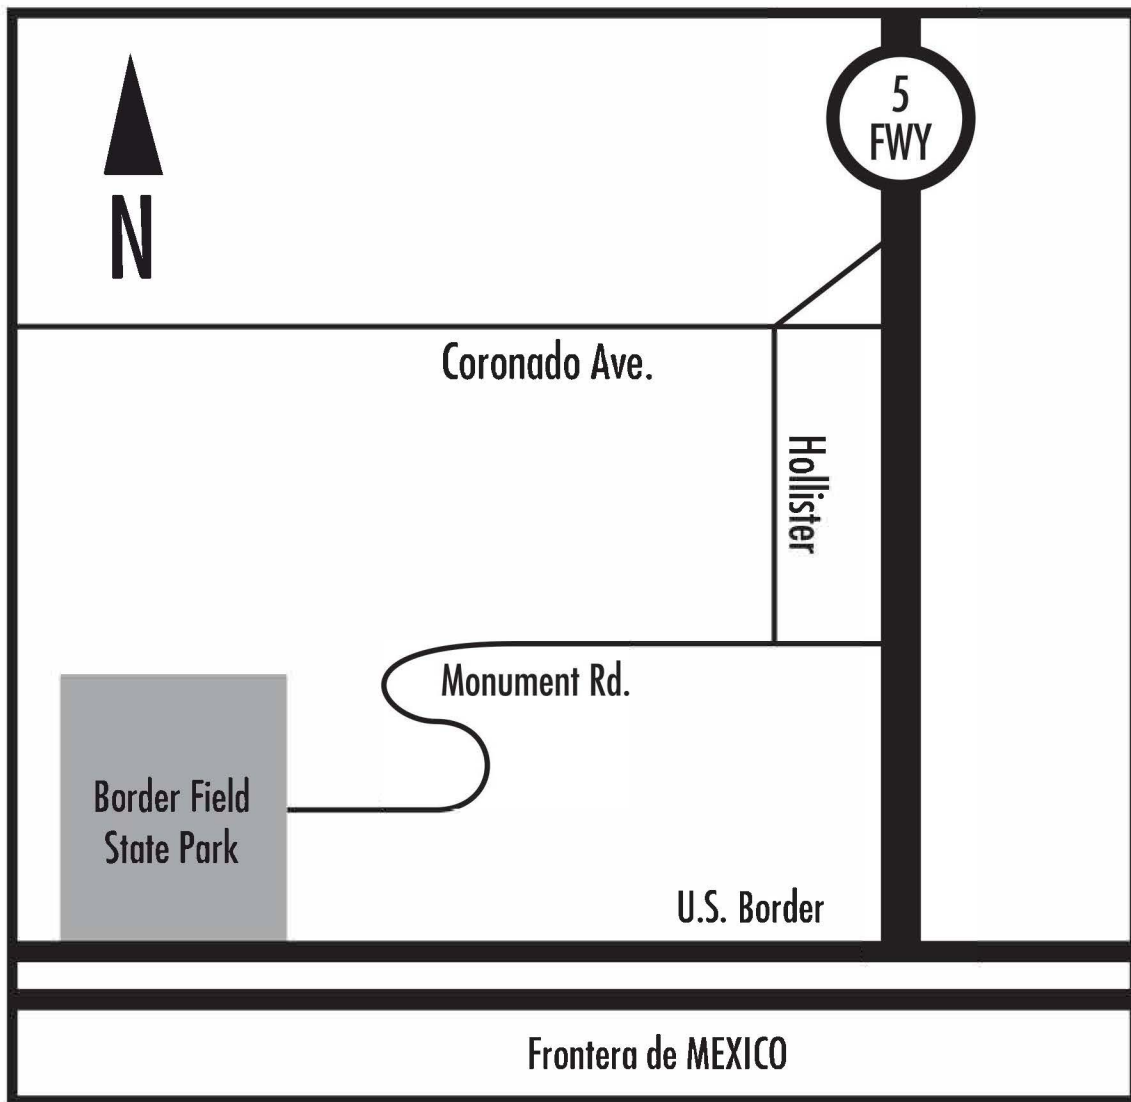 5
FWY
N
Coronado Ave.
Hollister
Monument Rd.
Border Field
State Park
U.S. Border
Frontera de MEXICO